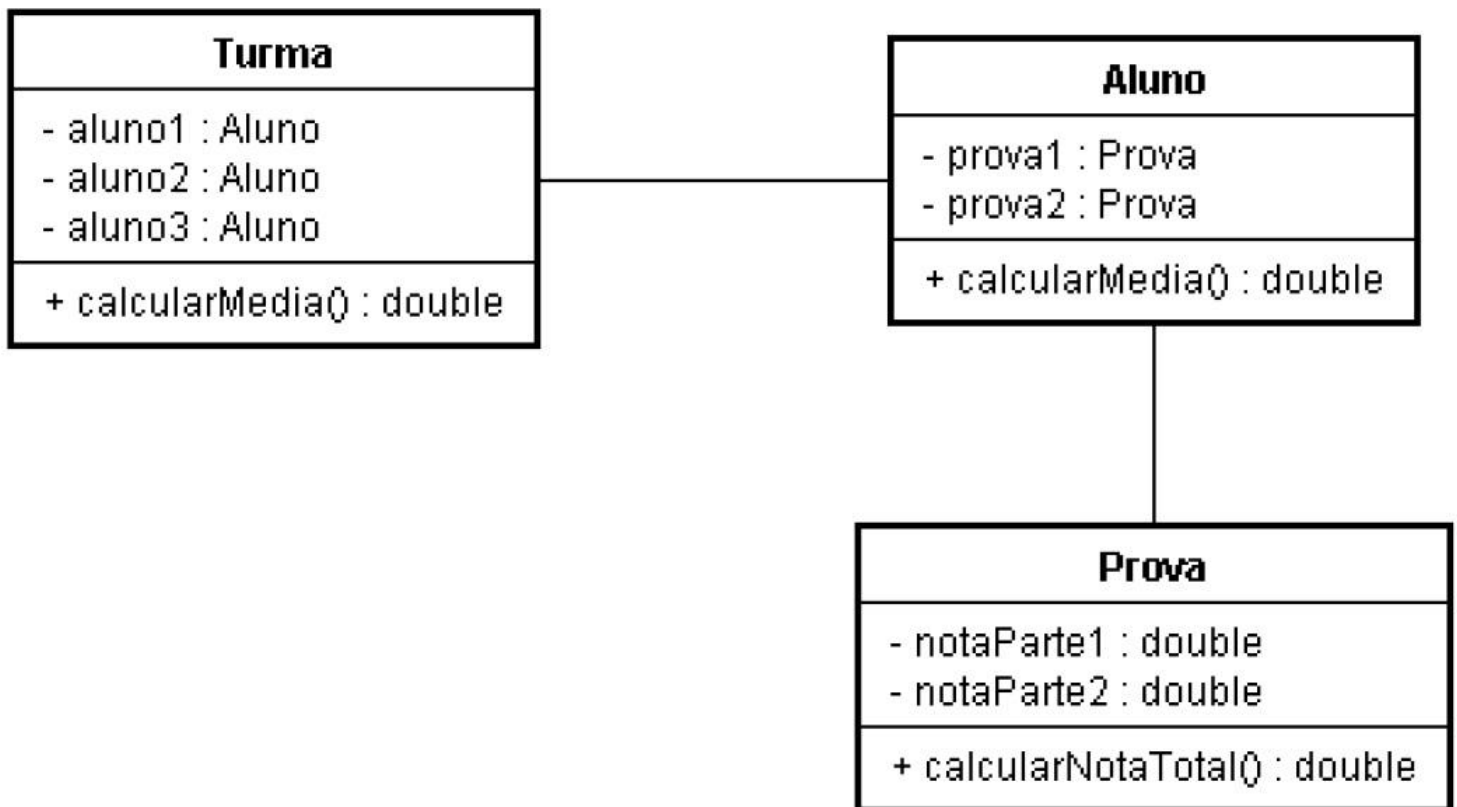 Turma
- aluno1 : Aluno
- aluno2 : Aluno
- aluno3 : Aluno
+ calcularMedia() : double
Aluno
- prova1 : Prova
- prova2 : Prova
+ calcularMedia() : double
Prova
- notaParte1 : double
- notaParte2 : double
+ calcularNotaTotal() : double